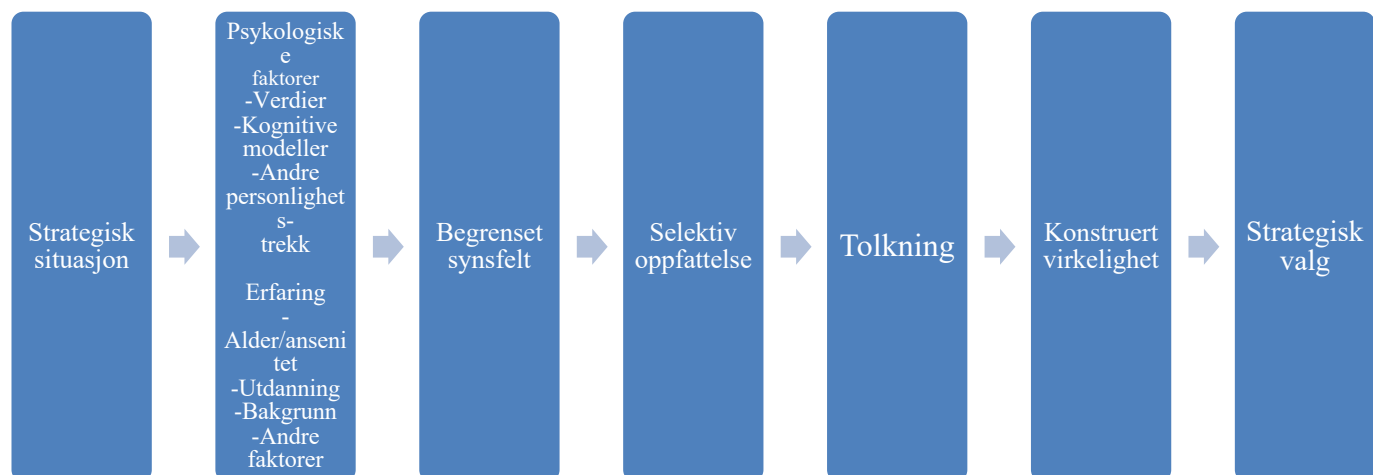 Strategisk
situasjon
Psykologisk
e
faktorer
-Verdier
-Kognitive
modeller
-Andre
personlighet
s-
trekk
Erfaring
-
Alder/anseni
tet
-Utdanning
-Bakgrunn
-Andre
faktorer
Begrenset
synsfelt
Selektiv
oppfattelse
Tolkning
Konstruert
virkelighet
Strategisk
valg